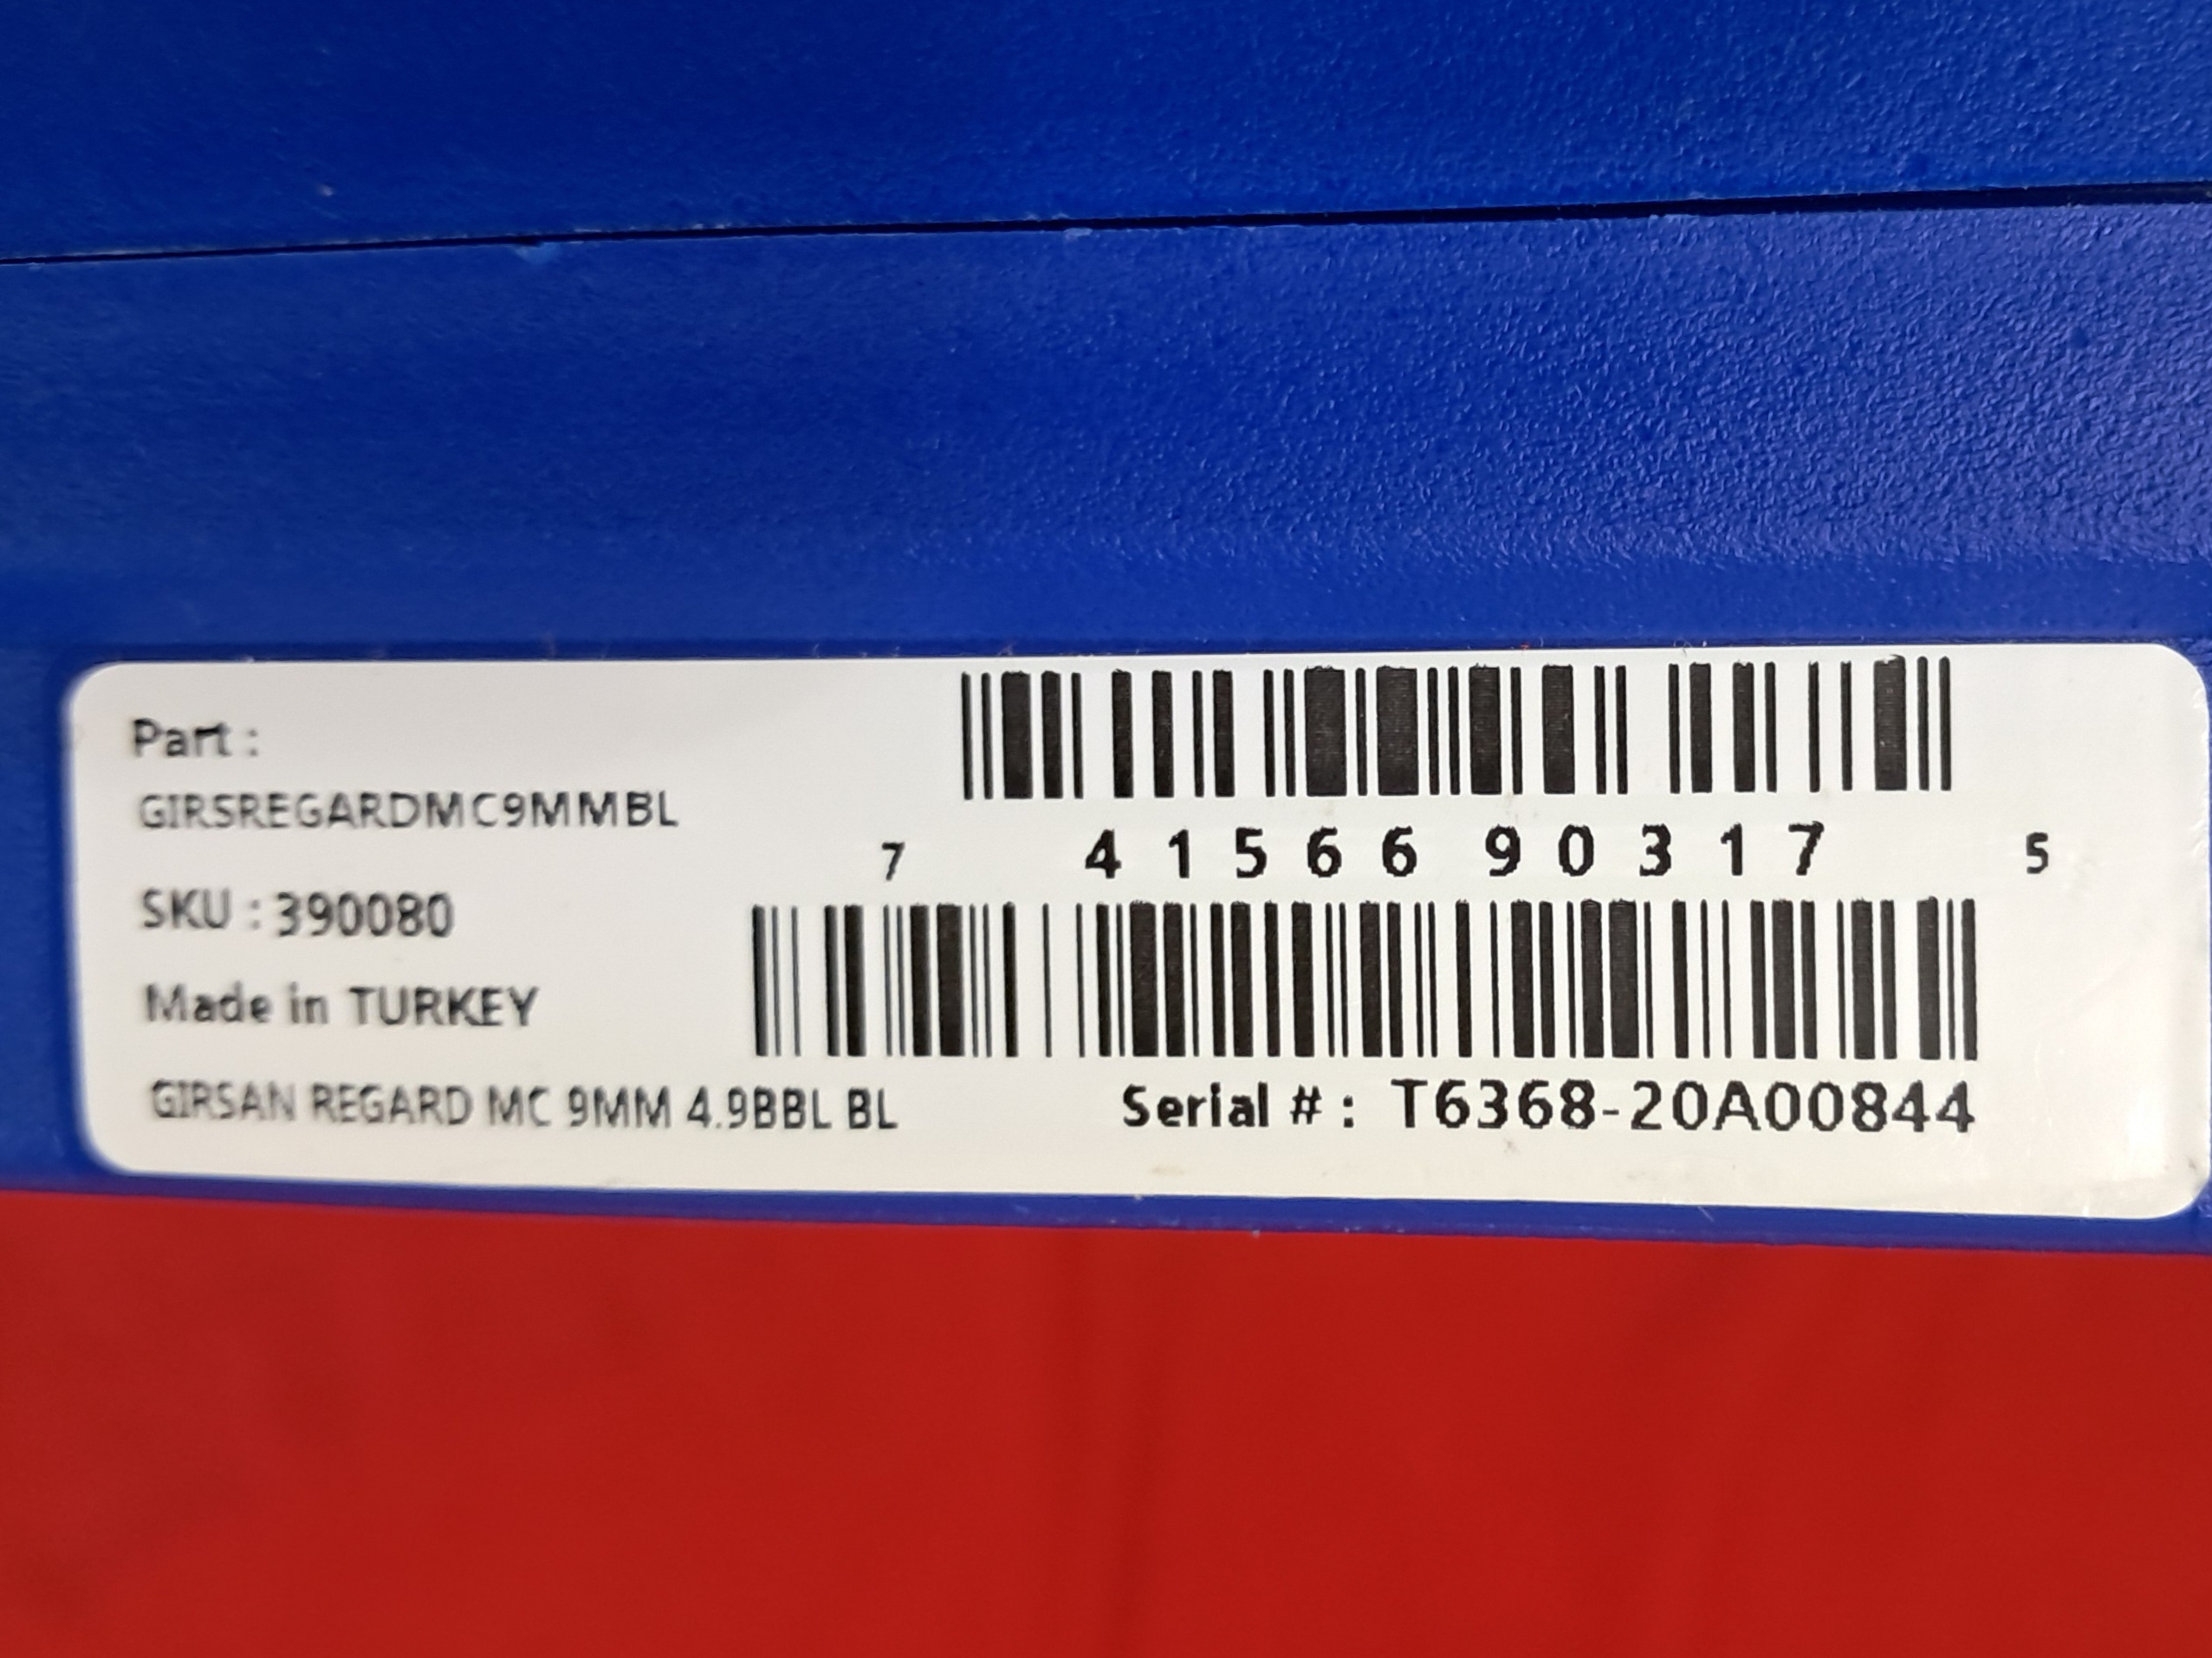 Part :
GIRSREGARDMC9MMBL
7 41566 90317 5
SKU : 390080
Made in TURKEY
GIRSAN REGARD MC 9MM 4.9BBL BL
Serial # : T6368-20A00844